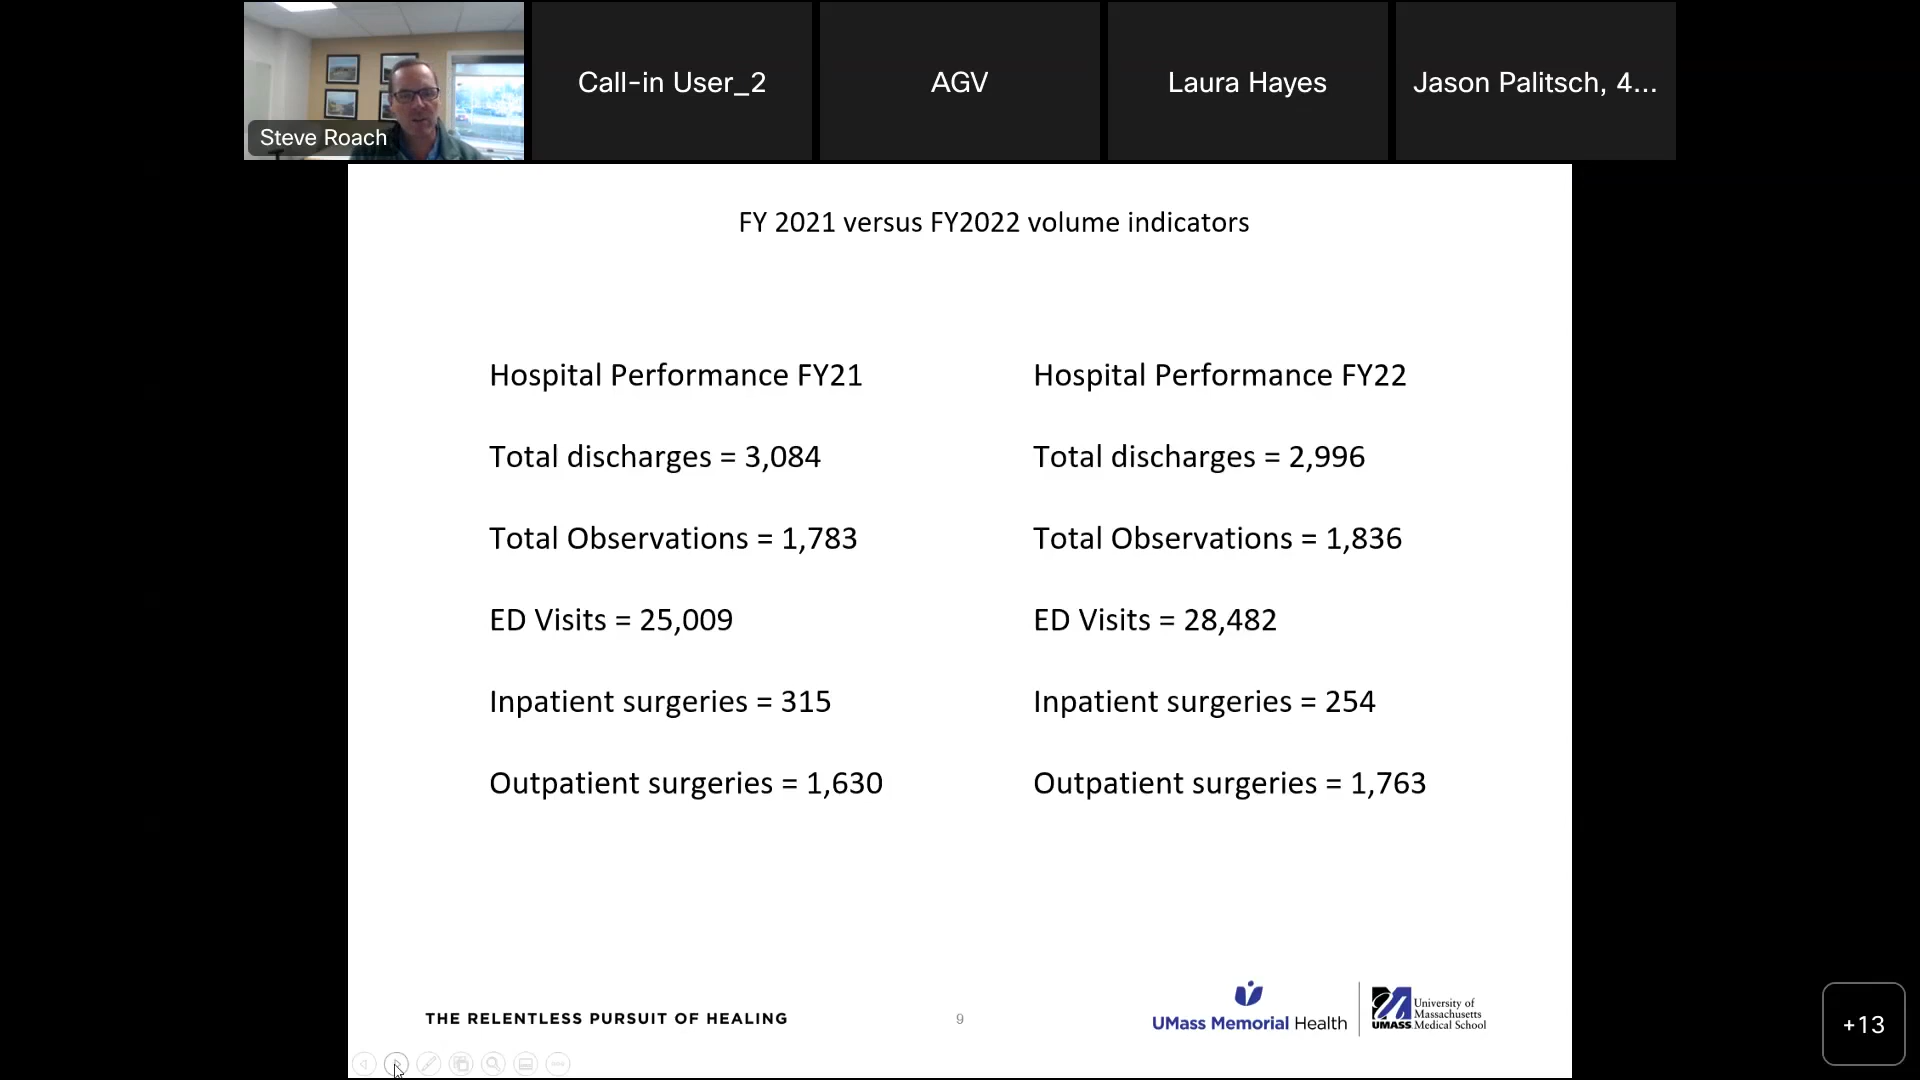 Steve Roach
Call-in User_2
AGV
Laura Hayes
Jason Palitsch, 4...
FY 2021 versus FY2022 volume indicators
Hospital Performance FY21
Total discharges = 3,084
Total Observations = 1,783
ED Visits = 25,009
Inpatient surgeries = 315
Outpatient surgeries = 1,630
Hospital Performance FY22
Total discharges = 2,996
Total Observations = 1,836
ED Visits = 28,482
Inpatient surgeries = 254
Outpatient surgeries = 1,763
THE RELENTLESS PURSUIT OF HEALING
9
UMass Memorial Health
UMASS
University of
Massachusetts
Medical School
+13